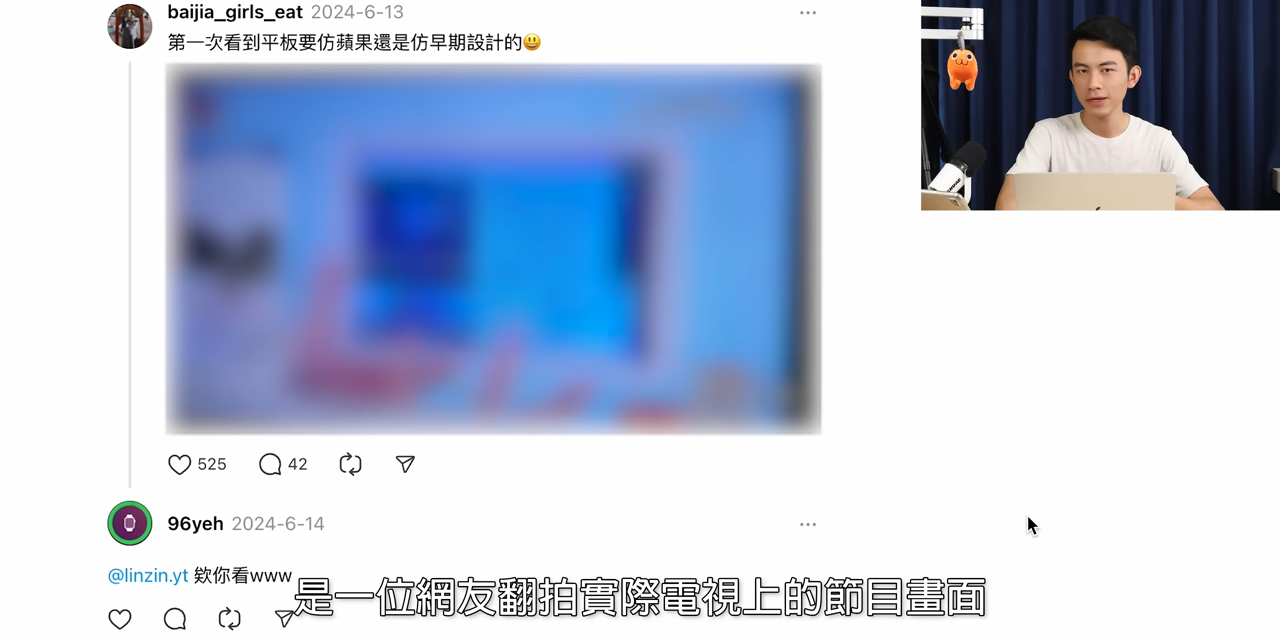 baijia_girls_eat 2024-6-13
第一次看到平板要仿蘋果還是仿早期設計的😃
525 42
96yeh 2024-6-14
@linzin.yt 欸你看www
是一位網友翻拍實際電視上的節目畫面